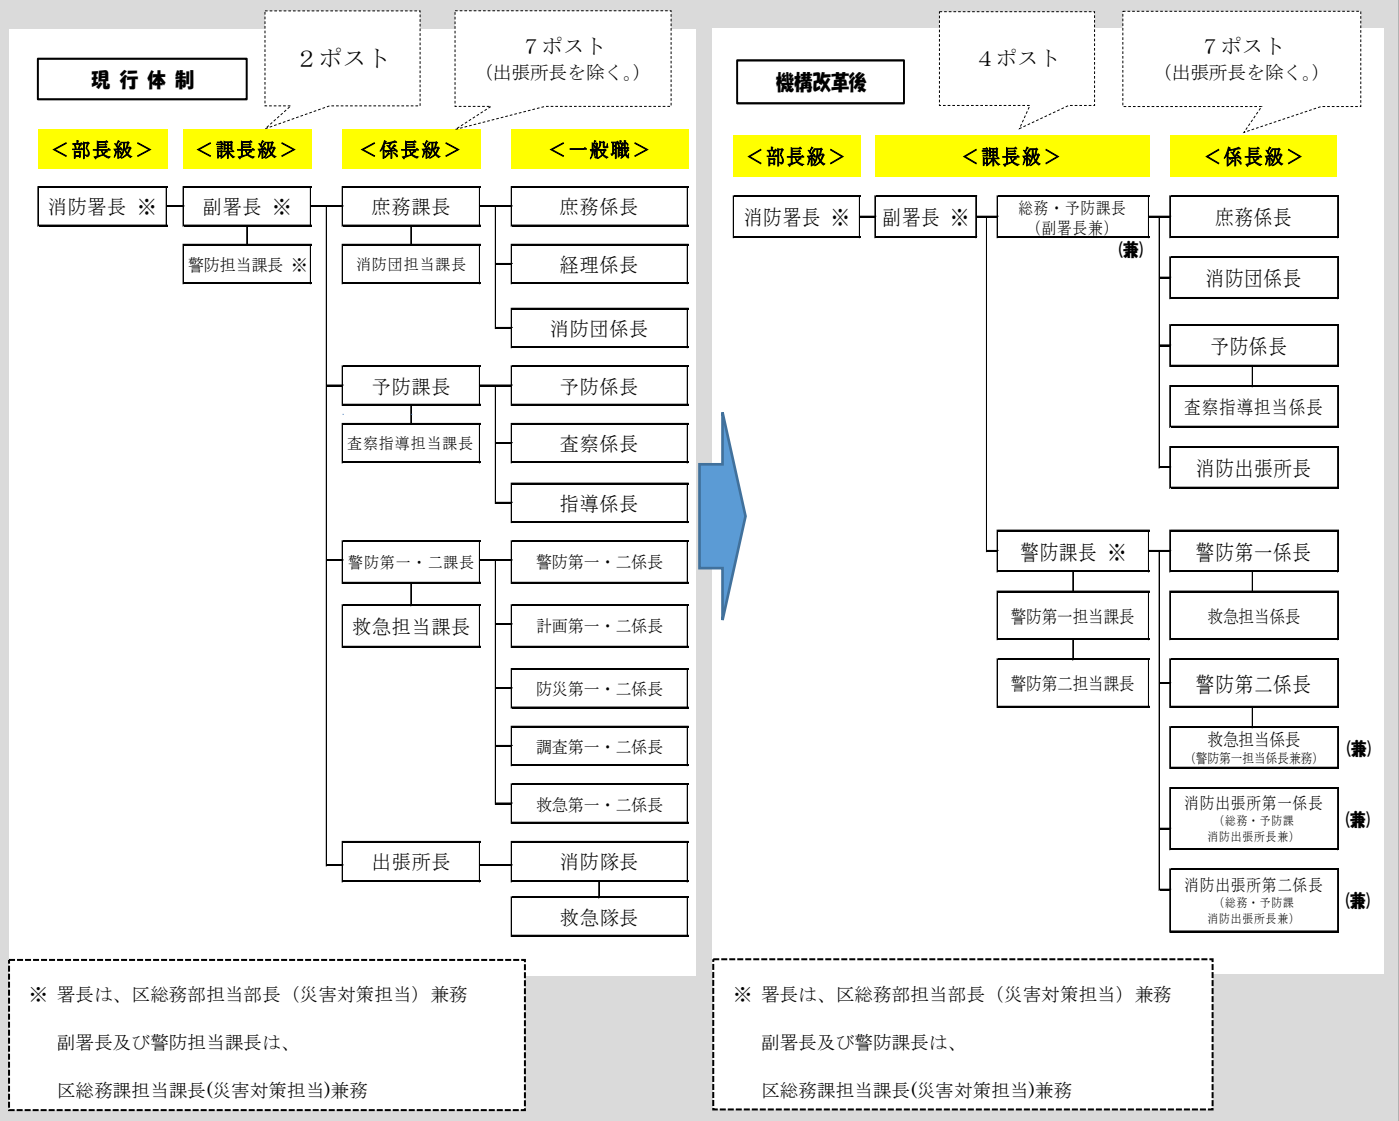 現行体制
２ポスト
７ポスト
（出張所長を除く。）
＜部長級＞
＜課長級＞
＜係長級＞
＜一般職＞
消防署長 ※
副署長 ※
庶務課長
庶務係長
警防担当課長 ※
消防団担当課長
経理係長
消防団係長
予防課長
予防係長
査察指導担当課長
査察係長
指導係長
警防第一・二課長
警防第一・二係長
救急担当課長
計画第一・二係長
防災第一・二係長
調査第一・二係長
救急第一・二係長
出張所長
消防隊長
救急隊長
※ 署長は、区総務部担当部長（災害対策担当）兼務
副署長及び警防担当課長は、
区総務課担当課長(災害対策担当)兼務
機構改革後
４ポスト
７ポスト
（出張所長を除く。）
＜部長級＞
＜課長級＞
＜係長級＞
消防署長 ※
副署長 ※
総務・予防課長
（副署長兼）
(兼)
庶務係長
消防団係長
予防係長
査察指導担当係長
消防出張所長
警防課長 ※
警防第一係長
警防第一担当課長
救急担当係長
警防第二担当課長
警防第二係長
救急担当係長
（警防第一担当係長兼務）
(兼)
消防出張所第一係長
（総務・予防課
消防出張所長兼）
(兼)
消防出張所第二係長
（総務・予防課
消防出張所長兼）
(兼)
※ 署長は、区総務部担当部長（災害対策担当）兼務
副署長及び警防課長は、
区総務課担当課長(災害対策担当)兼務